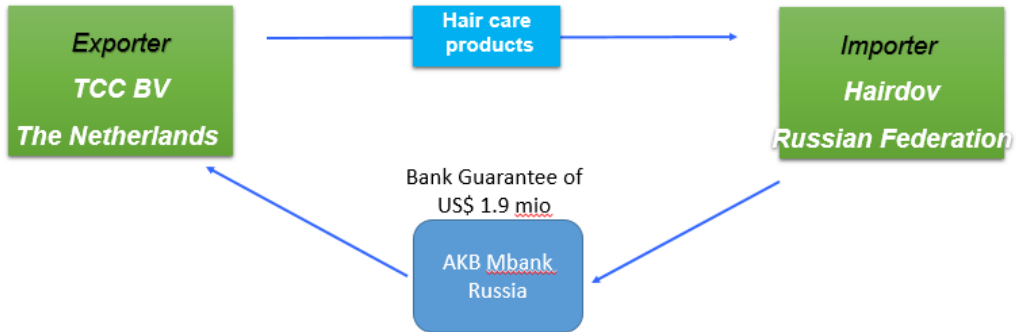 Exporter
TCC BV
The Netherlands
Hair care
products
Importer
Hairdov
Russian Federation
Bank Guarantee of
US$ 1.9 mio
AKB Mbank
Russia